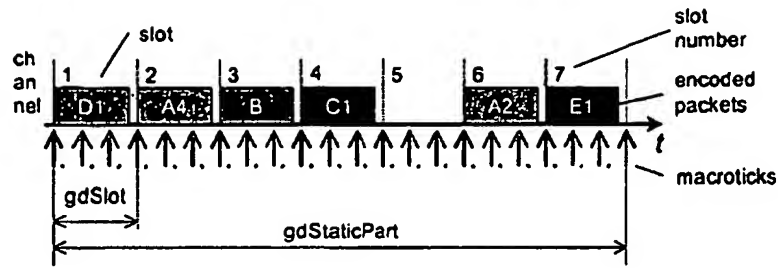 slot
slot number
ch an nel
1 2 3 4 5 6 7
D1 A4 B C1 A2 E1
encoded packets
t
macroticks
gdSlot
gdStaticPart